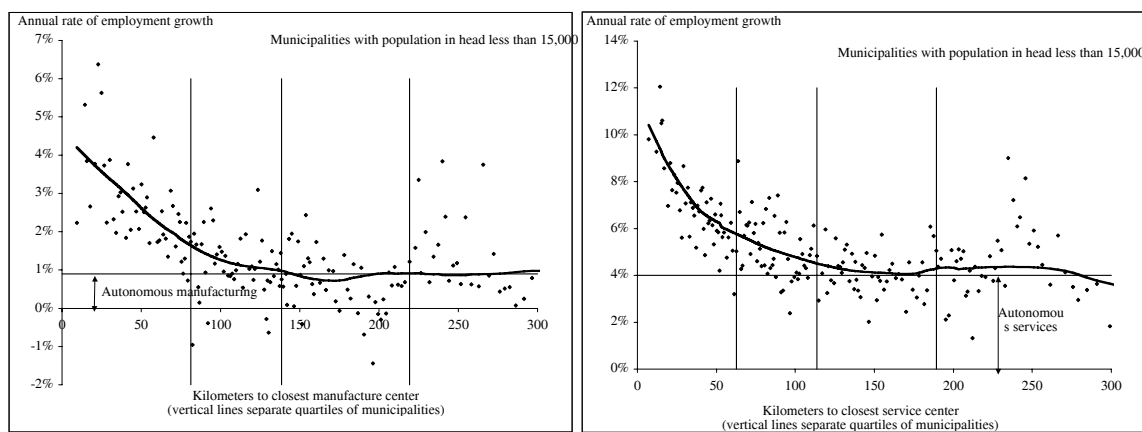 Annual rate of employment growth
Municipalities with population in head less than 15,000
7%
6%
5%
4%
3%
2%
1%
0%
-1%
-2%
Autonomous manufacturing
0 50 100 150 200 250 300
Kilometers to closest manufacture center
(vertical lines separate quartiles of municipalities)
Annual rate of employment growth
Municipalities with population in head less than 15,000
14%
12%
10%
8%
6%
4%
2%
0%
Autonomou
s services
0 50 100 150 200 250 300
Kilometers to closest service center
(vertical lines separate quartiles of municipalities)